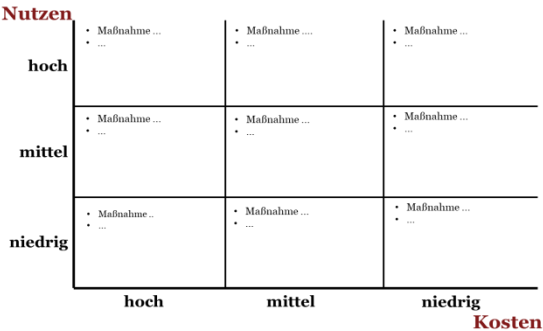 Nutzen
hoch
• Maßnahme ...
• ...
• Maßnahme ....
• ...
• Maßnahme ...
• ...
mittel
• Maßnahme ...
• ...
• Maßnahme ...
• ...
• Maßnahme ...
• ...
niedrig
• Maßnahme ..
• ...
• Maßnahme ...
• ...
• Maßnahme ...
• ...
hoch mittel niedrig
Kosten